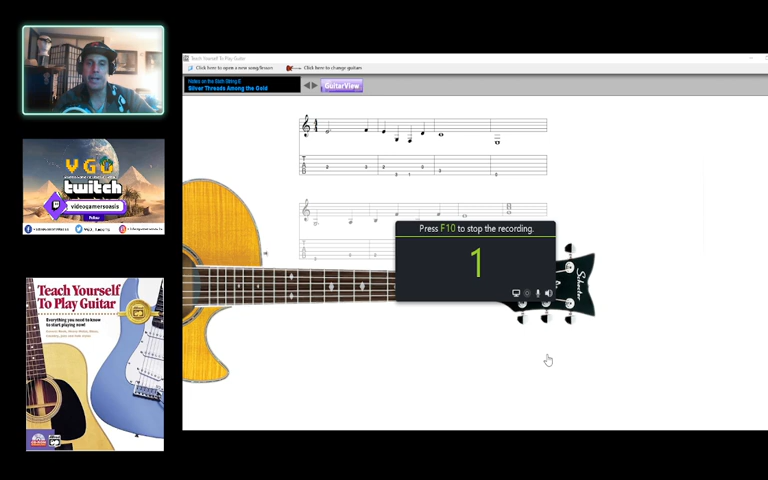 Teach Yourself To Play Guitar
Click here to open a new song/lesson
Click here to change guitars
Notes on the Sixth String E
Silver Threads Among the Gold
GuitarView
Press F10 to stop the recording.
1
VGO
twitch
videogamersoasis
Follow
Teach Yourself
To Play Guitar
Everything you need to know
to start playing now!
Schecter